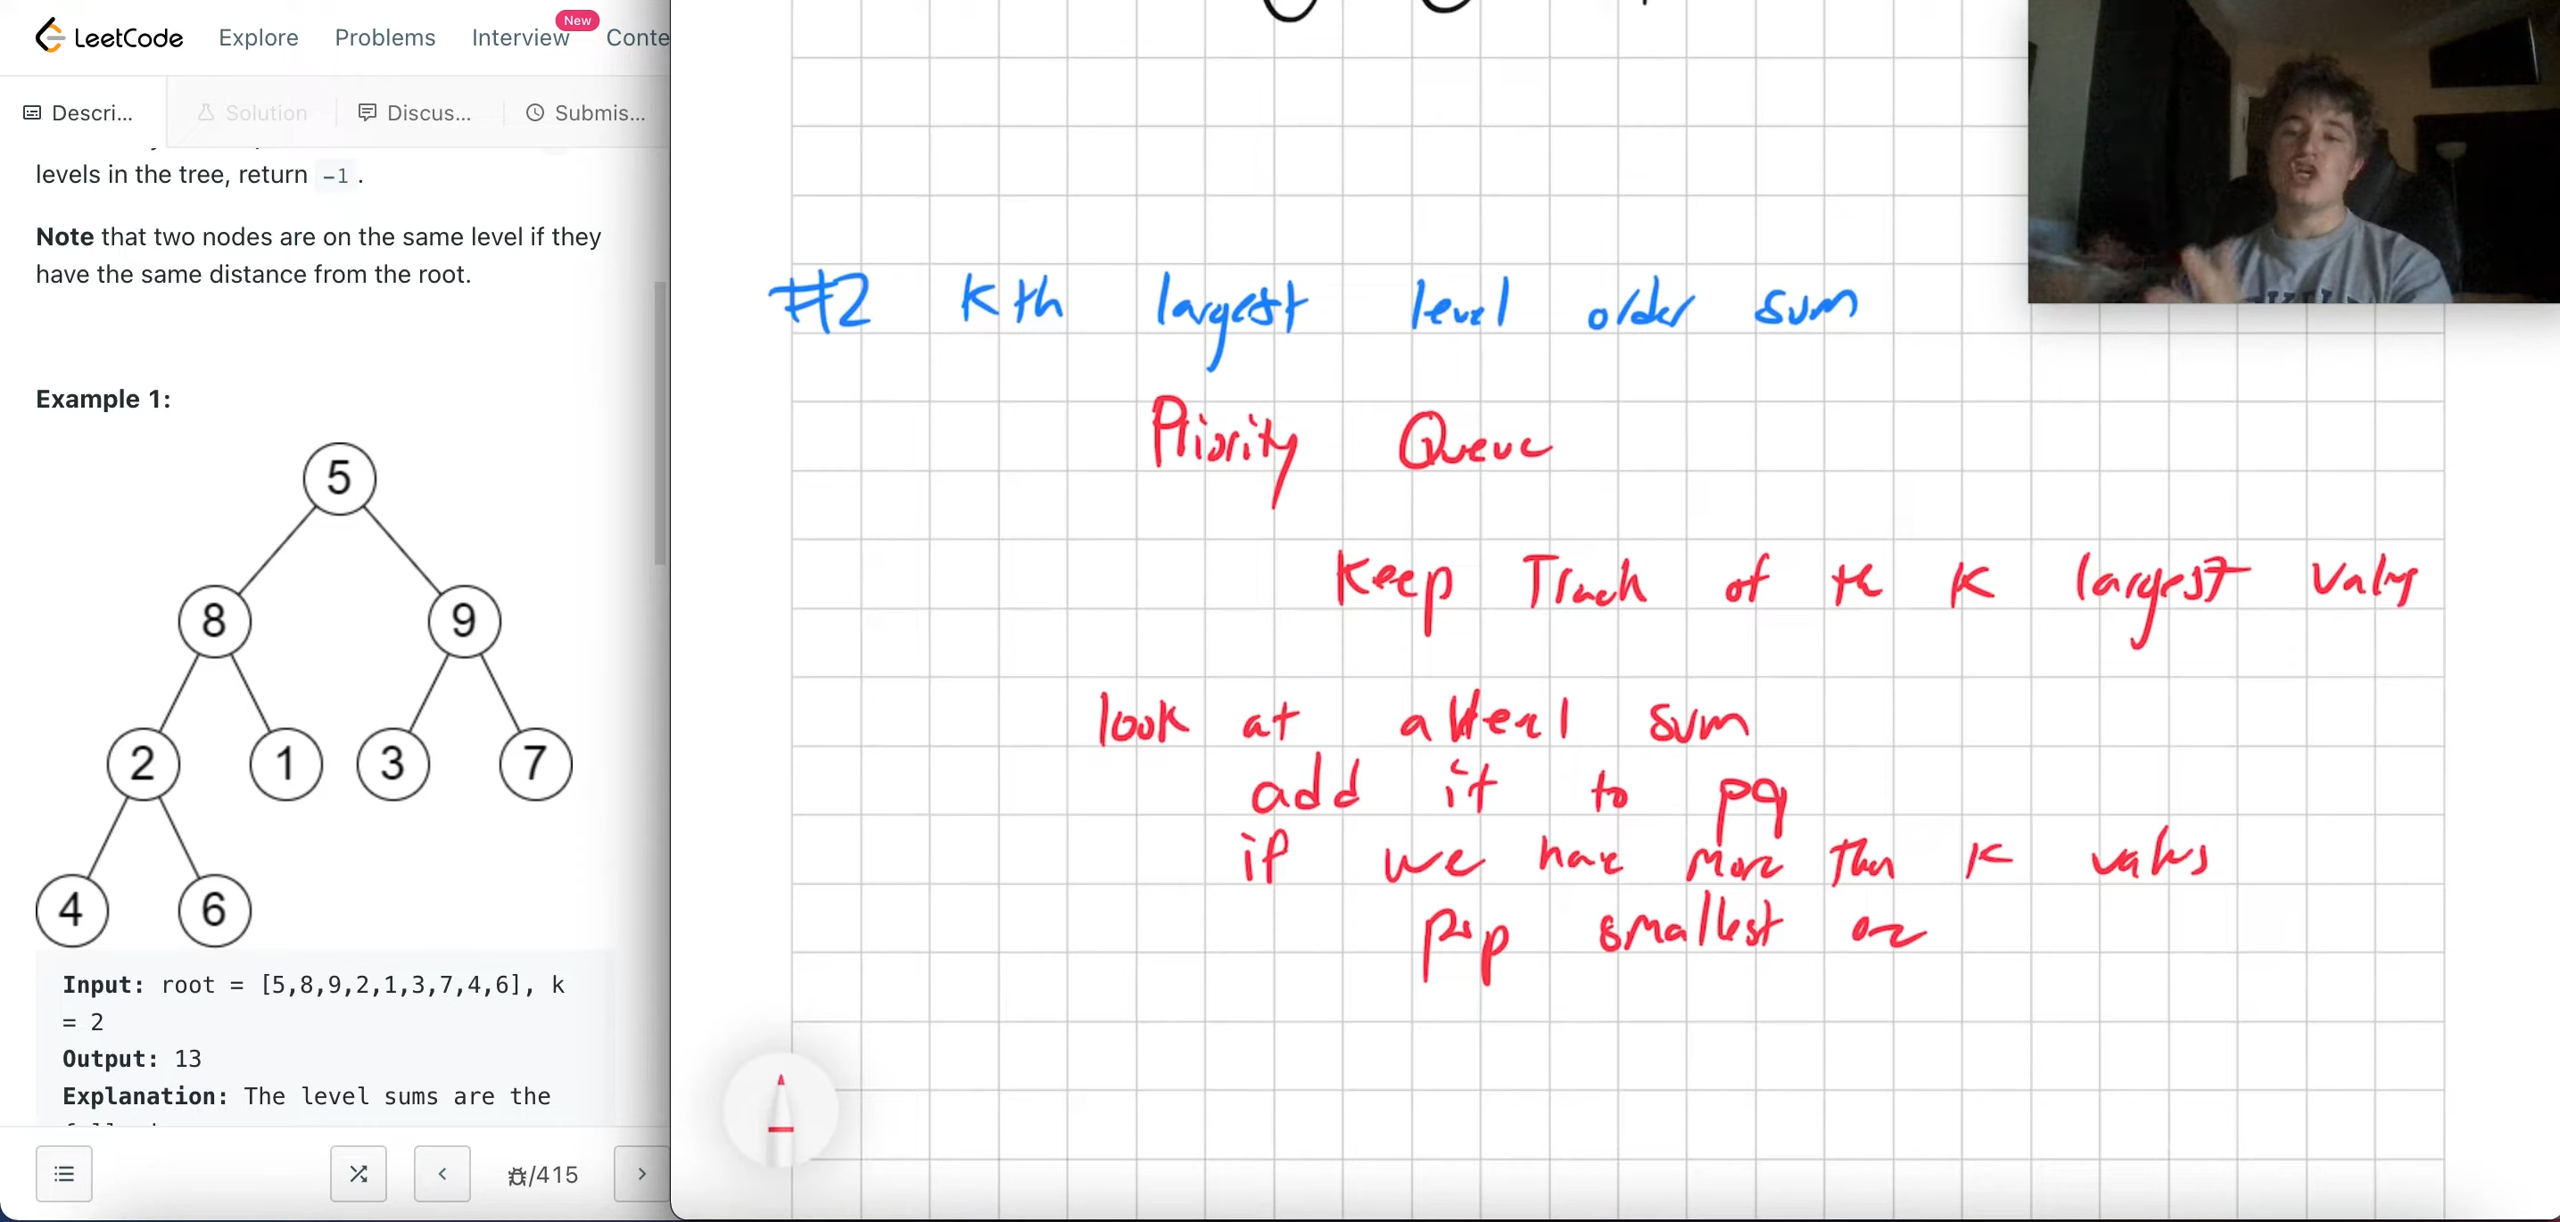 LeetCode Explore Problems Interview New Conte
Descri... Solution Discus... Submis...
levels in the tree, return -1 .
Note that two nodes are on the same level if they
have the same distance from the root.
Example 1:
5
8 9
2 1 3 7
4 6
Input: root = [5,8,9,2,1,3,7,4,6], k
= 2
Output: 13
Explanation: The level sums are the
/415
#2 Kth largest level order sum
Priority Queue
Keep Track of the K largest values
look at a level sum
add it to pq
if we have more than K values
pop smallest one